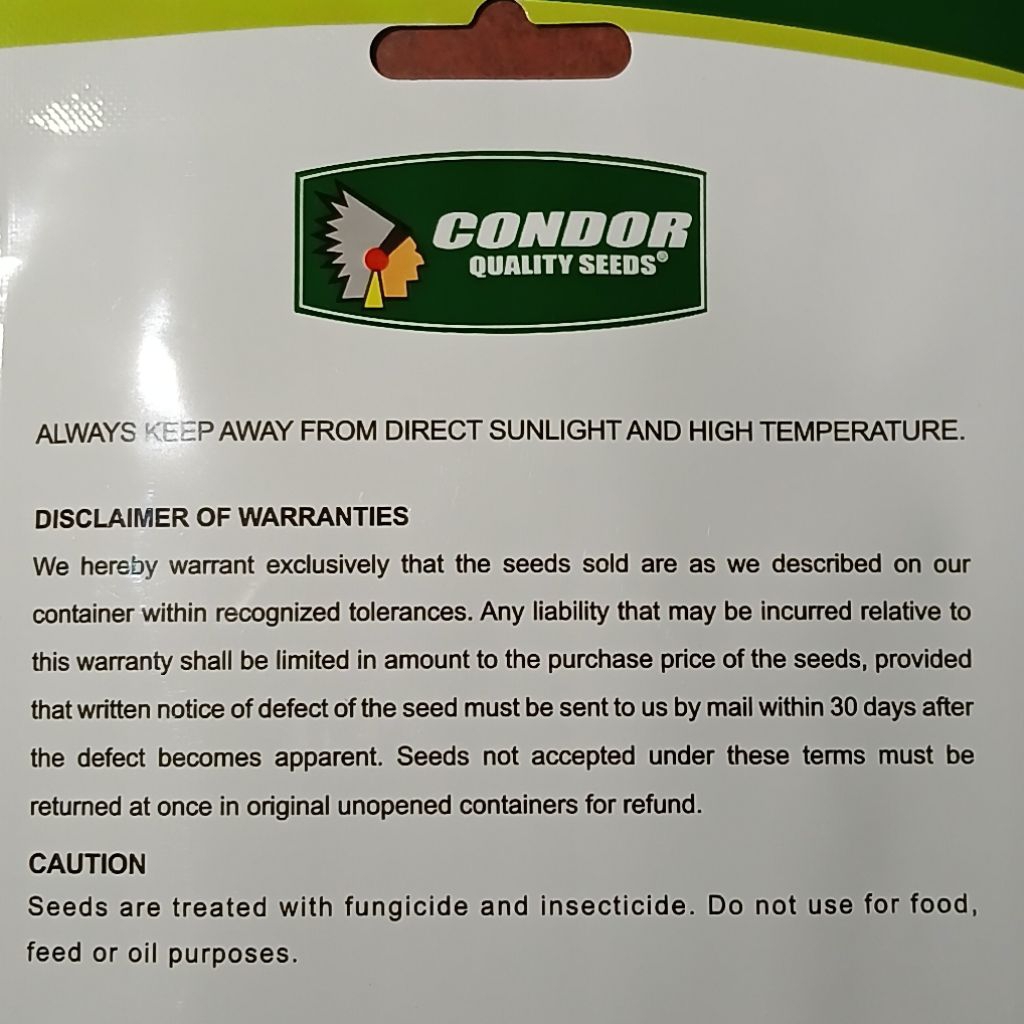 CONDOR
QUALITY SEEDS®
ALWAYS KEEP AWAY FROM DIRECT SUNLIGHT AND HIGH TEMPERATURE.
DISCLAIMER OF WARRANTIES
We hereby warrant exclusively that the seeds sold are as we described on our
container within recognized tolerances. Any liability that may be incurred relative to
this warranty shall be limited in amount to the purchase price of the seeds, provided
that written notice of defect of the seed must be sent to us by mail within 30 days after
the defect becomes apparent. Seeds not accepted under these terms must be
returned at once in original unopened containers for refund.
CAUTION
Seeds are treated with fungicide and insecticide. Do not use for food,
feed or oil purposes.